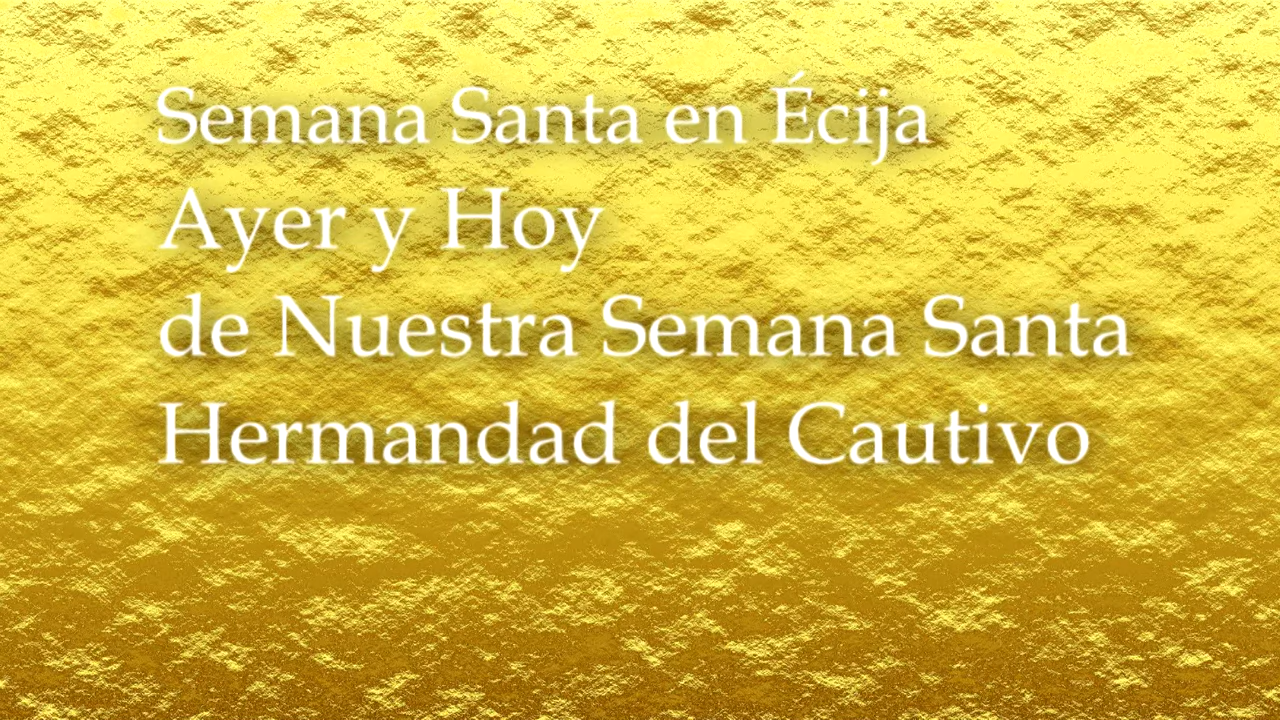 Semana Santa en Écija
Ayer y Hoy
de Nuestra Semana Santa
Hermandad del Cautivo